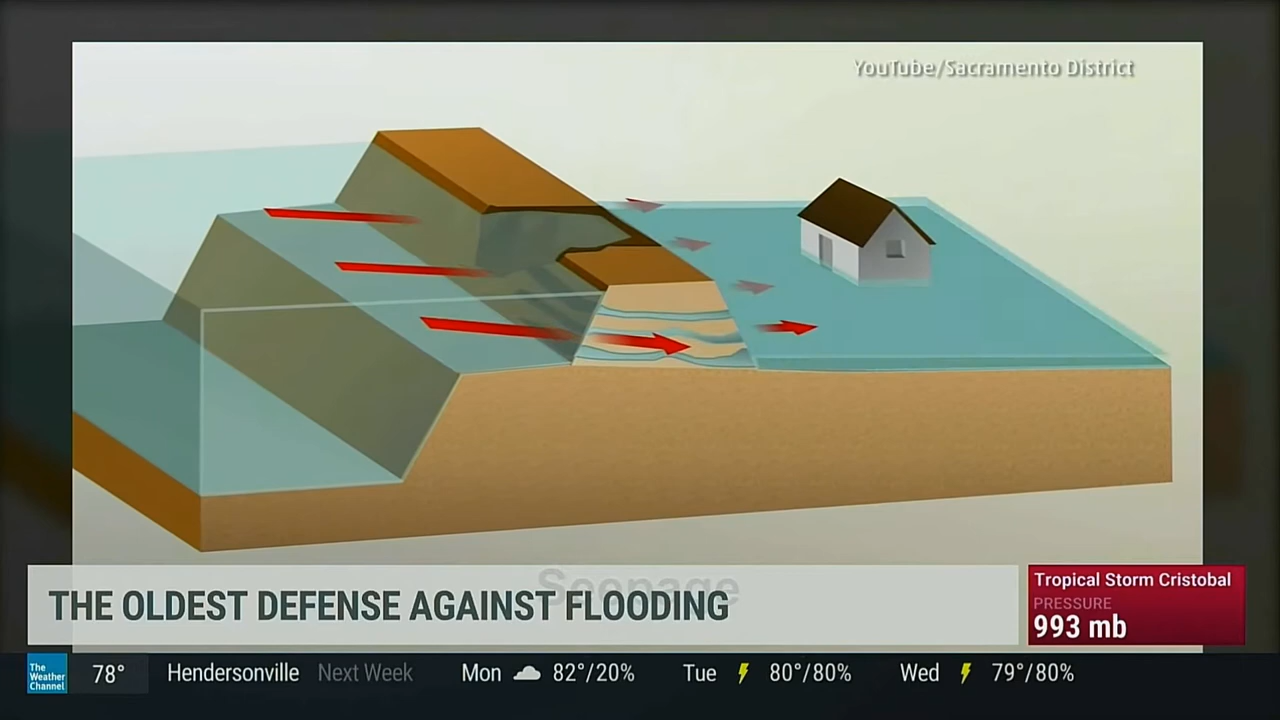 YouTube/Sacramento District
Seepage
THE OLDEST DEFENSE AGAINST FLOODING
Tropical Storm Cristobal
PRESSURE
993 mb
The
Weather
Channel
78°
Hendersonville Next Week Mon 82°/20% Tue 80°/80% Wed 79°/80%